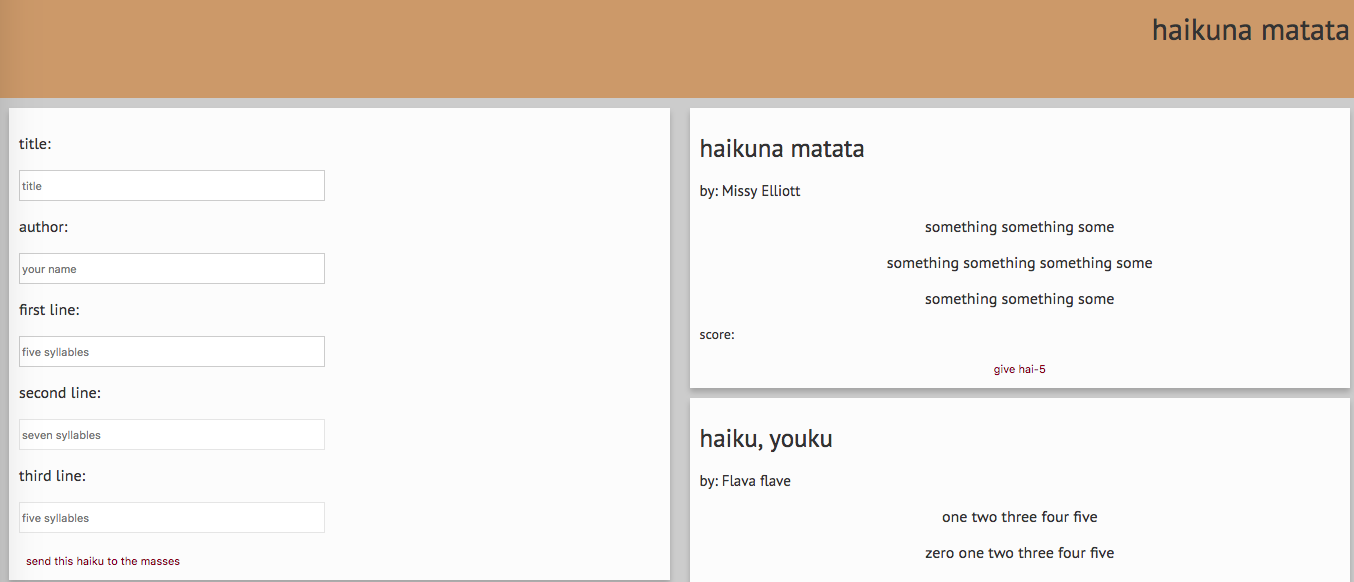 haikuna matata
title:
title
author:
your name
first line:
five syllables
second line:
seven syllables
third line:
five syllables
send this haiku to the masses
haikuna matata
by: Missy Elliott
something something some
something something something some
something something some
score:
give hai-5
haiku, youku
by: Flava flave
one two three four five
zero one two three four five